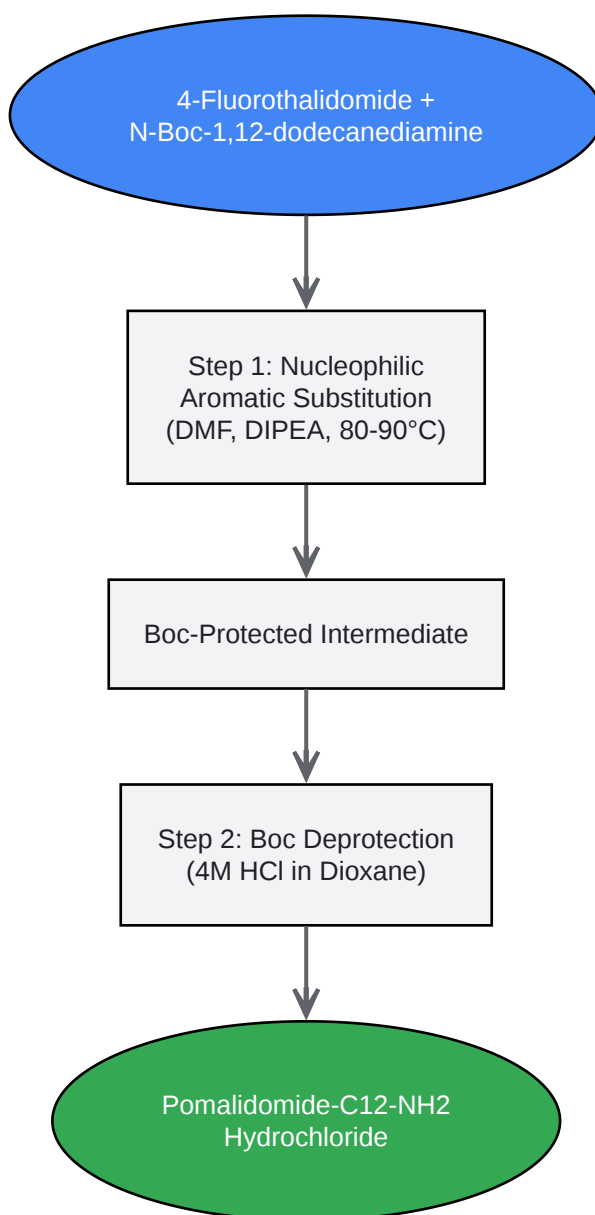 4-Fluorothalidomide +
N-Boc-1,12-dodecanediamine
Step 1: Nucleophilic
Aromatic Substitution
(DMF, DIPEA, 80-90°C)
Boc-Protected Intermediate
Step 2: Boc Deprotection
(4M HCl in Dioxane)
Pomalidomide-C12-NH2
Hydrochloride